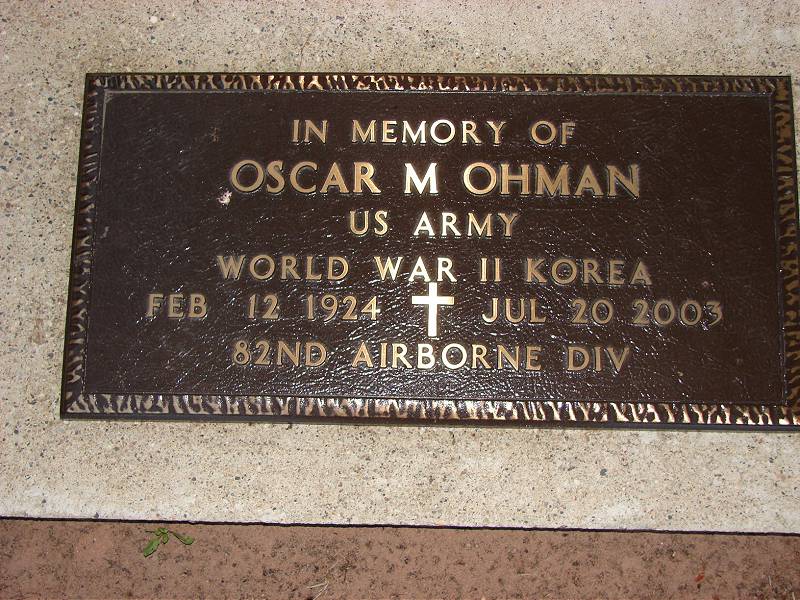 IN MEMORY OF
OSCAR M OHMAN
US ARMY
WORLD WAR II KOREA
FEB 12 1924 JUL 20 2003
82ND AIRBORNE DIV